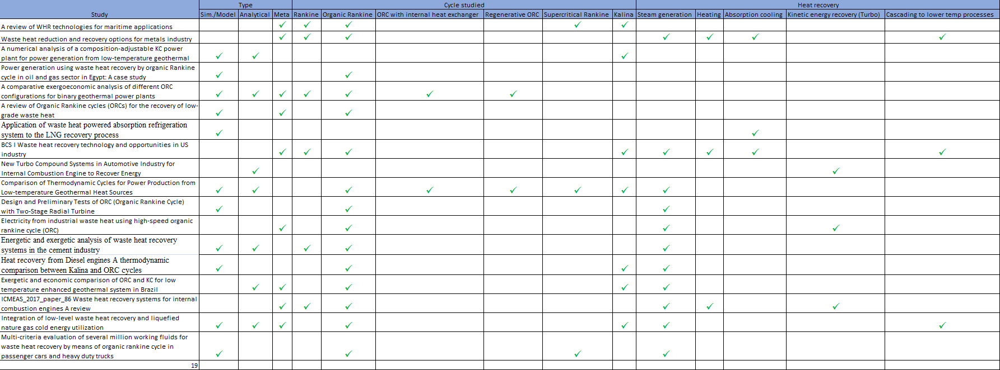 Type Cycle studied Heat recovery
Study Sim./Model Analytical Meta Rankine Organic Rankine ORC with internal heat exchanger Regenerative ORC Supercritical Rankine Kalina Steam generation Heating Absorption cooling Kinetic energy recovery (Turbo) Cascading to lower temp processes
A review of WHR technologies for maritime applications ✓ ✓ ✓ ✓ ✓
Waste heat reduction and recovery options for metals industry ✓ ✓ ✓ ✓ ✓ ✓ ✓
A numerical analysis of a composition-adjustable KC power
plant for power generation from low-temperature geothermal ✓ ✓ ✓
Power generation using waste heat recovery by organic Rankine
cycle in oil and gas sector in Egypt: A case study ✓ ✓
A comparative exergoeconomic analysis of different ORC
configurations for binary geothermal power plants ✓ ✓ ✓ ✓ ✓ ✓ ✓
A review of Organic Rankine cycles (ORCs) for the recovery of low-
grade waste heat ✓ ✓ ✓
Application of waste heat powered absorption refrigeration
system to the LNG recovery process ✓ ✓
BCS I Waste heat recovery technology and opportunities in US
industry ✓ ✓ ✓ ✓ ✓ ✓ ✓ ✓
New Turbo Compound Systems in Automotive Industry for
Internal Combustion Engine to Recover Energy ✓ ✓
Comparison of Thermodynamic Cycles for Power Production from
Low-temperature Geothermal Heat Sources ✓ ✓ ✓ ✓ ✓ ✓ ✓ ✓
Design and Preliminary Tests of ORC (Organic Rankine Cycle)
with Two-Stage Radial Turbine ✓ ✓ ✓
Electricity from industrial waste heat using high-speed organic
rankine cycle (ORC) ✓ ✓ ✓ ✓
Energetic and exergetic analysis of waste heat recovery
systems in the cement industry ✓ ✓ ✓ ✓ ✓
Heat recovery from Diesel engines A thermodynamic
comparison between Kalina and ORC cycles ✓ ✓ ✓ ✓
Exergetic and economic comparison of ORC and KC for low
temperature enhanced geothermal system in Brazil ✓ ✓ ✓ ✓ ✓
ICMEAS_2017_paper_86 Waste heat recovery systems for internal
combustion engines A review ✓ ✓ ✓ ✓ ✓ ✓
Integration of low-level waste heat recovery and liquefied
nature gas cold energy utilization ✓ ✓ ✓ ✓ ✓ ✓ ✓
Multi-criteria evaluation of several million working fluids for
waste heat recovery by means of organic rankine cycle in
passenger cars and heavy duty trucks ✓ ✓ ✓ ✓
19